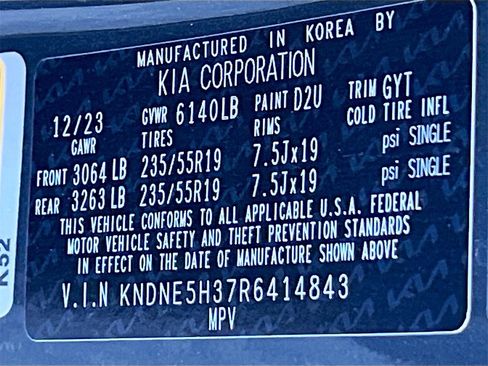 MANUFACTURED IN KOREA BY
KIA CORPORATION
12/23 GVWR 6140LB PAINT D2U TRIM GYT
GAWR TIRES RIMS COLD TIRE INFL
FRONT 3064 LB 235/55R19 7.5Jx19 psi SINGLE
REAR 3263 LB 235/55R19 7.5Jx19 psi SINGLE
THIS VEHICLE CONFORMS TO ALL APPLICABLE U.S.A. FEDERAL
MOTOR VEHICLE SAFETY AND THEFT PREVENTION STANDARDS
IN EFFECT ON THE DATE OF MANUFACTURE SHOWN ABOVE
V.I.N KNDNE5H37R6414843
MPV
K52